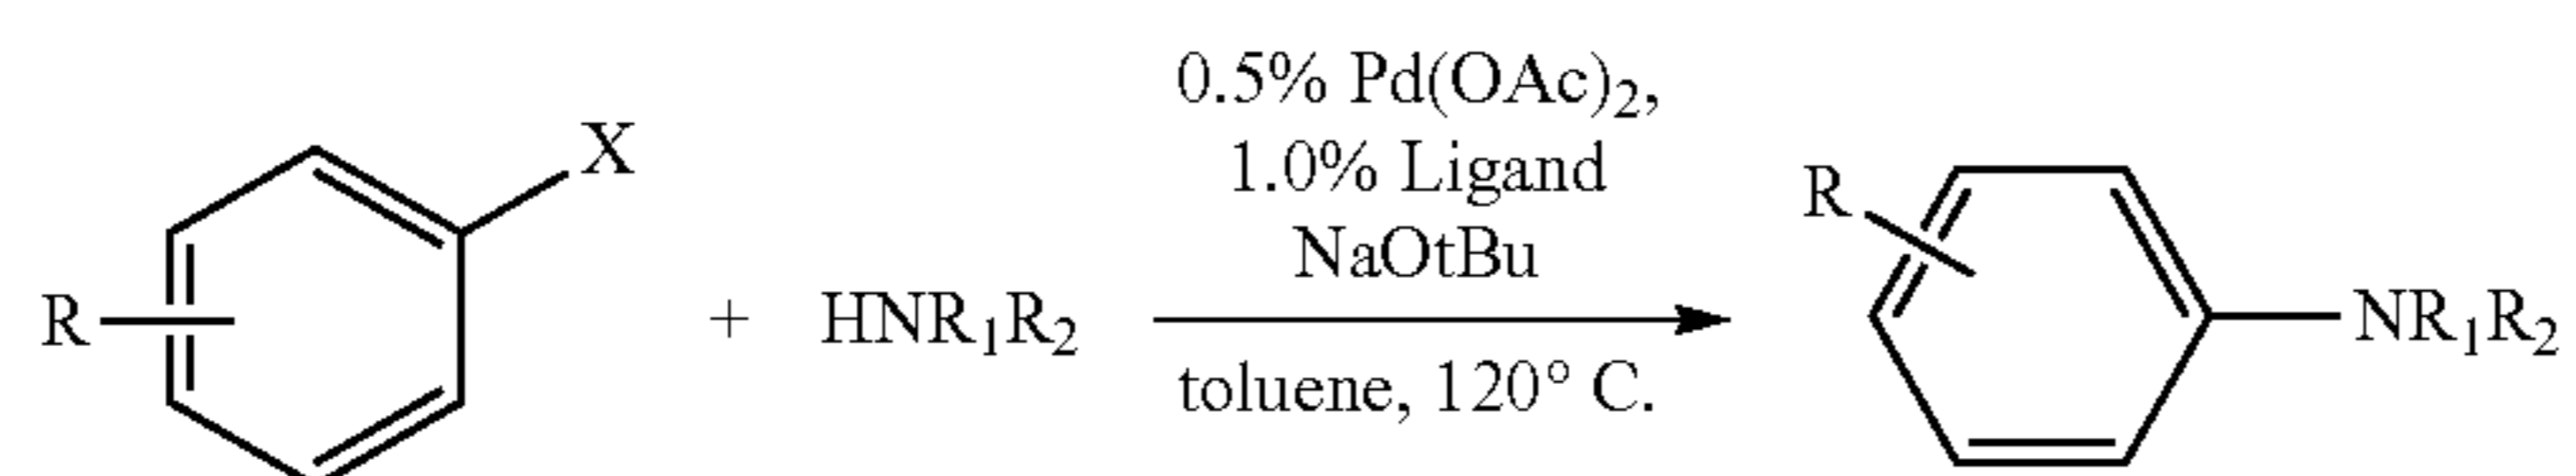 X
R
+
HNR₁R₂
0.5% Pd(OAc)₂,
1.0% Ligand
NaOtBu
toluene, 120° C.
R
NR₁R₂